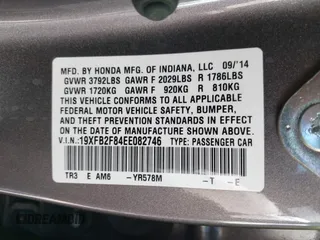 MFD. BY HONDA MFG. OF INDIANA, LLC 09/'14
GVWR 3792LBS GAWR F 2029LBS R 1786LBS
GVWR 1720KG GAWR F 920KG R 810KG
THIS VEHICLE CONFORMS TO ALL APPLICABLE
FEDERAL MOTOR VEHICLE SAFETY, BUMPER,
AND THEFT PREVENTION STANDARDS IN EFFECT
ON THE DATE OF MANUFACTURE SHOWN ABOVE.
V.I.N.: 19XFB2F84EE082746 TYPE: PASSENGER CAR
TR3 E AM6 -YR578M -T -E